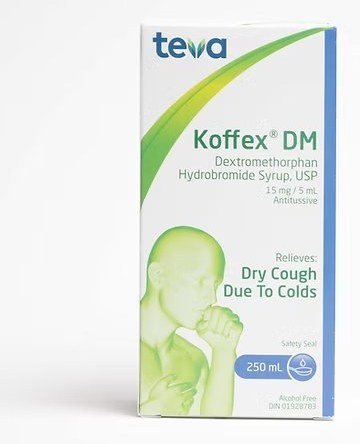 teva
Koffex® DM
Dextromethorphan
Hydrobromide Syrup, USP
15 mg / 5 mL
Antitussive
Relieves:
Dry Cough
Due To Colds
Safety Seal
250 mL
Alcohol Free
DIN 01928783